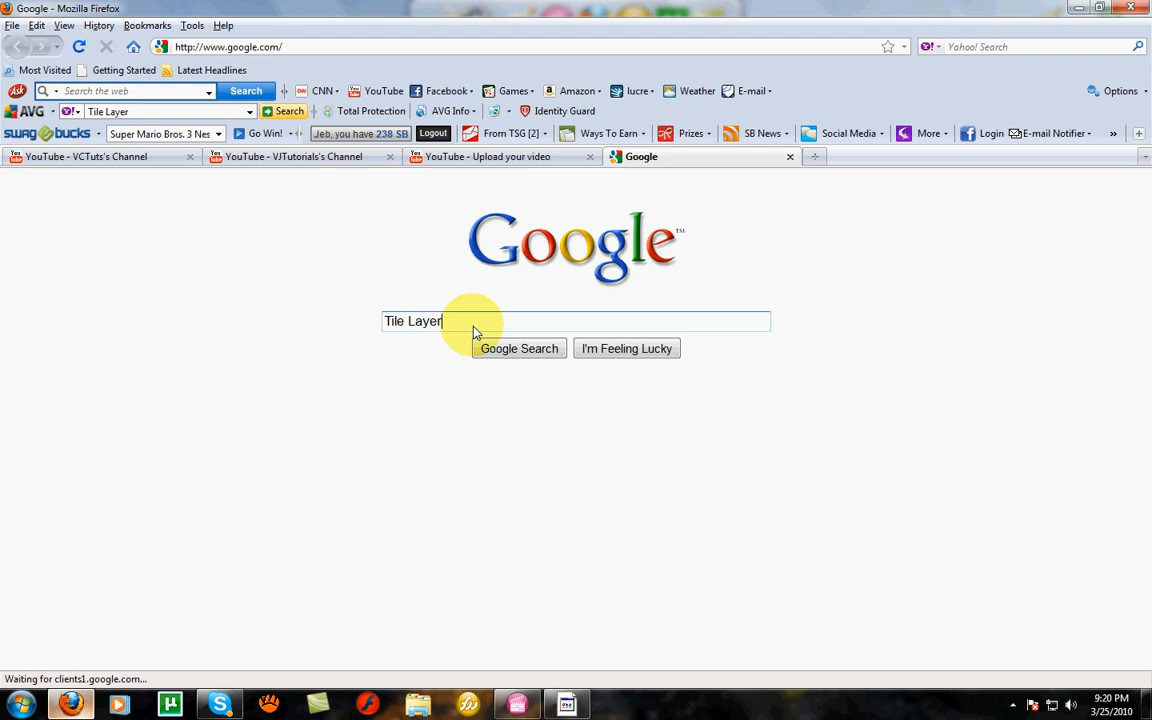 Google - Mozilla Firefox
File Edit View History Bookmarks Tools Help
http://www.google.com/ Yahoo! Search
Most Visited Getting Started Latest Headlines
Ask Search the web Search CNN YouTube Facebook Games Amazon lucre Weather E-mail Options
AVG Y! Tile Layer Search Total Protection AVG Info Identity Guard
swagbucks Super Mario Bros. 3 Nes Go Win! Jeb, you have 238 SB Logout From TSG [2] Ways To Earn Prizes SB News Social Media More Login E-mail Notifier »
YouTube - VCTuts's Channel YouTube - VJTutorials's Channel YouTube - Upload your video Google
Google™
Tile Layer
Google Search I'm Feeling Lucky
Waiting for clients1.google.com...
9:20 PM
3/25/2010